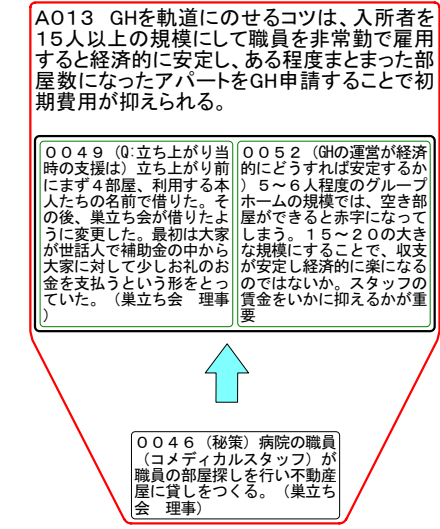 A013 GHを軌道にのせるコツは、入所者を
15人以上の規模にして職員を非常勤で雇用
すると経済的に安定し、ある程度まとまった部
屋数になったアパートをGH申請することで初
期費用が抑えられる。
0049（Q:立ち上がり当
時の支援は）立ち上がり前
にまず４部屋、利用する本
人たちの名前で借りた。そ
の後、巣立ち会が借りたよ
うに変更した。最初は大家
が世話人で補助金の中から
大家に対して少しお礼のお
金を支払うという形をとっ
ていた。（巣立ち会　理事
）
００５２（GHの運営が経済
的にどうすれば安定するか
）５～６人程度のグループ
ホームの規模では、空き部
屋ができると赤字になって
しまう。１５～２０の大き
な規模にすることで、収支
が安定し経済的に楽になる
のではないか。スタッフの
賃金をいかに抑えるかが重
要
００４６（秘策）病院の職員
（コメディカルスタッフ）が
職員の部屋探しを行い不動産
屋に貸しをつくる。（巣立ち
会　理事）